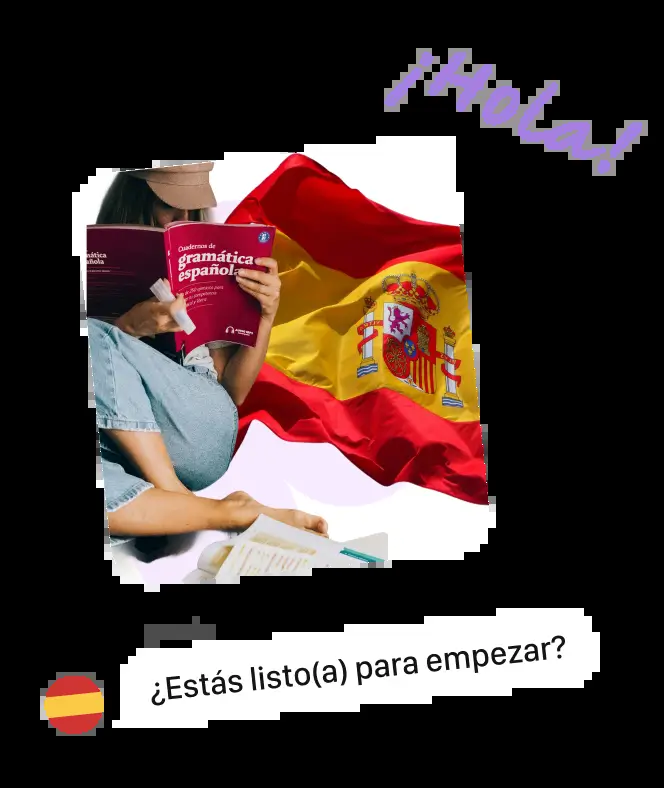 ¡Hola!
Cuadernos de
gramática
española
¿Estás listo(a) para empezar?